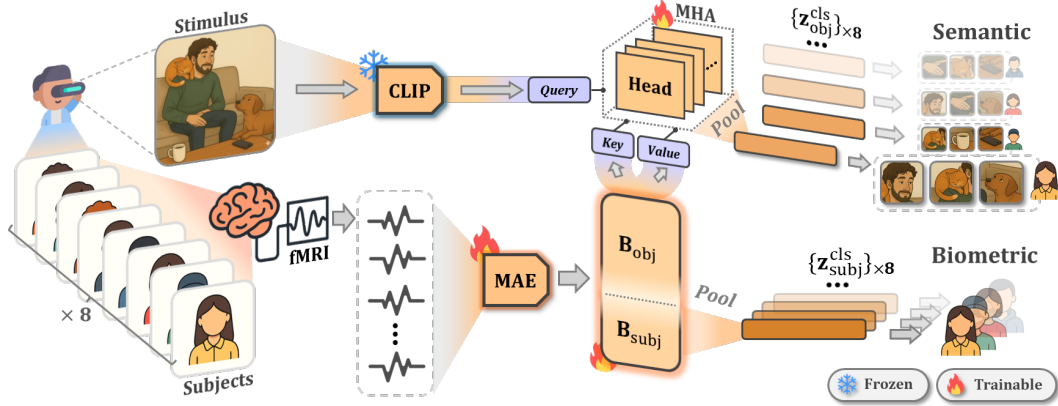 Stimulus
CLIP
Query
MHA
Head
...
Key
Value
Pool
{z^cls_obj}×8
...
Semantic
fMRI
× 8
Subjects
MAE
B_obj
B_subj
Pool
{z^cls_subj}×8
...
Biometric
Frozen
Trainable